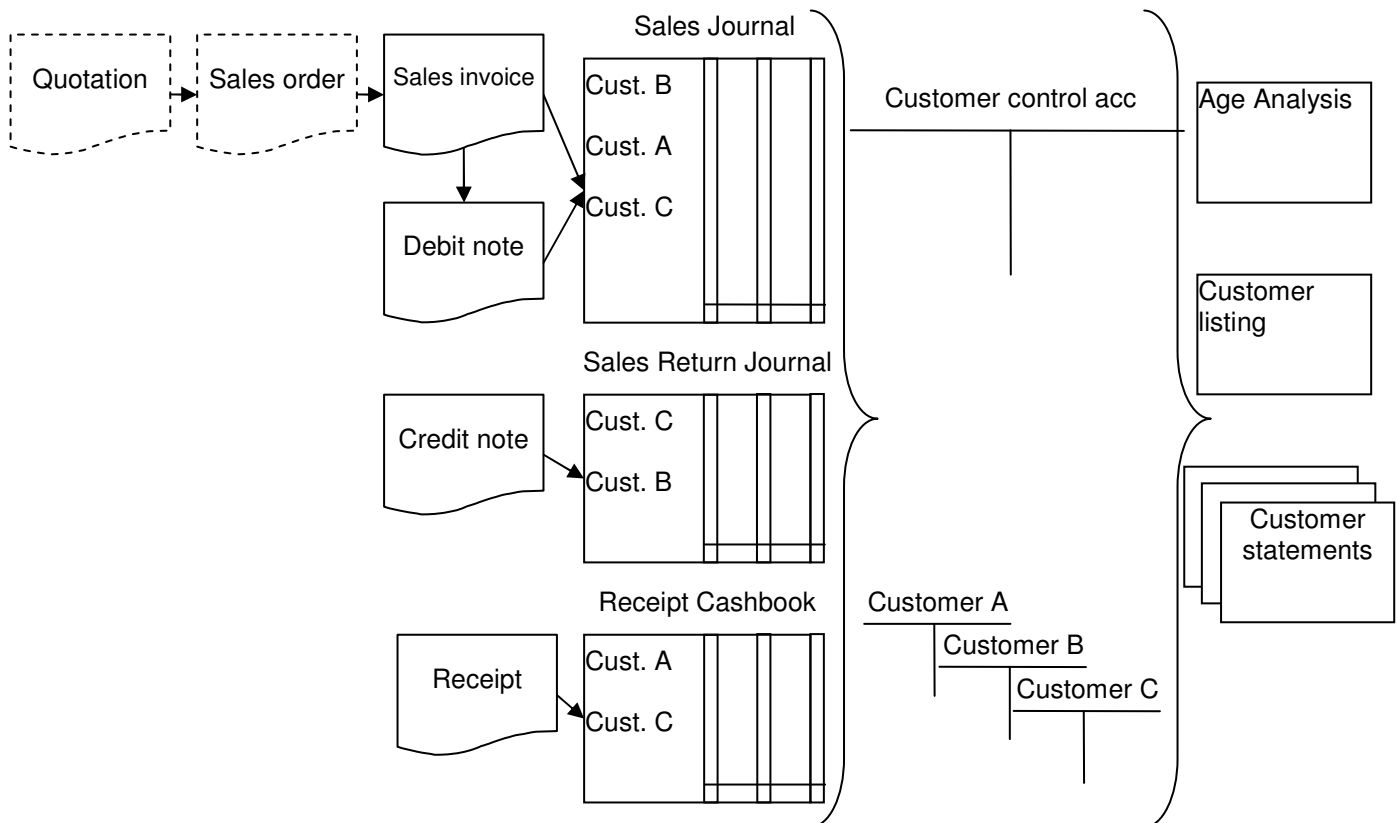 Quotation
Sales order
Sales invoice
Debit note
Sales Journal
Cust. B
Cust. A
Cust. C
Credit note
Sales Return Journal
Cust. C
Cust. B
Receipt
Receipt Cashbook
Cust. A
Cust. C
Customer control acc
Customer A
Customer B
Customer C
Age Analysis
Customer
listing
Customer
statements